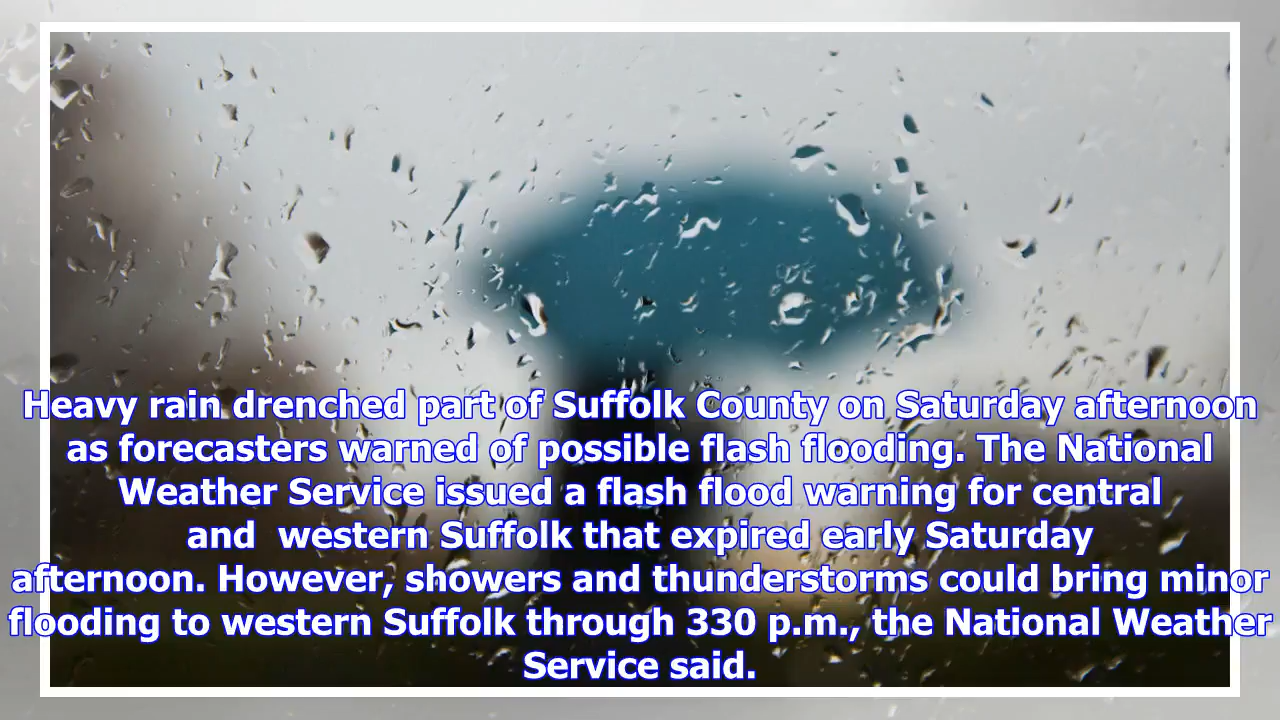 Heavy rain drenched part of Suffolk County on Saturday afternoon
as forecasters warned of possible flash flooding. The National
Weather Service issued a flash flood warning for central
and  western Suffolk that expired early Saturday
afternoon. However, showers and thunderstorms could bring minor
flooding to western Suffolk through 330 p.m., the National Weather
Service said.